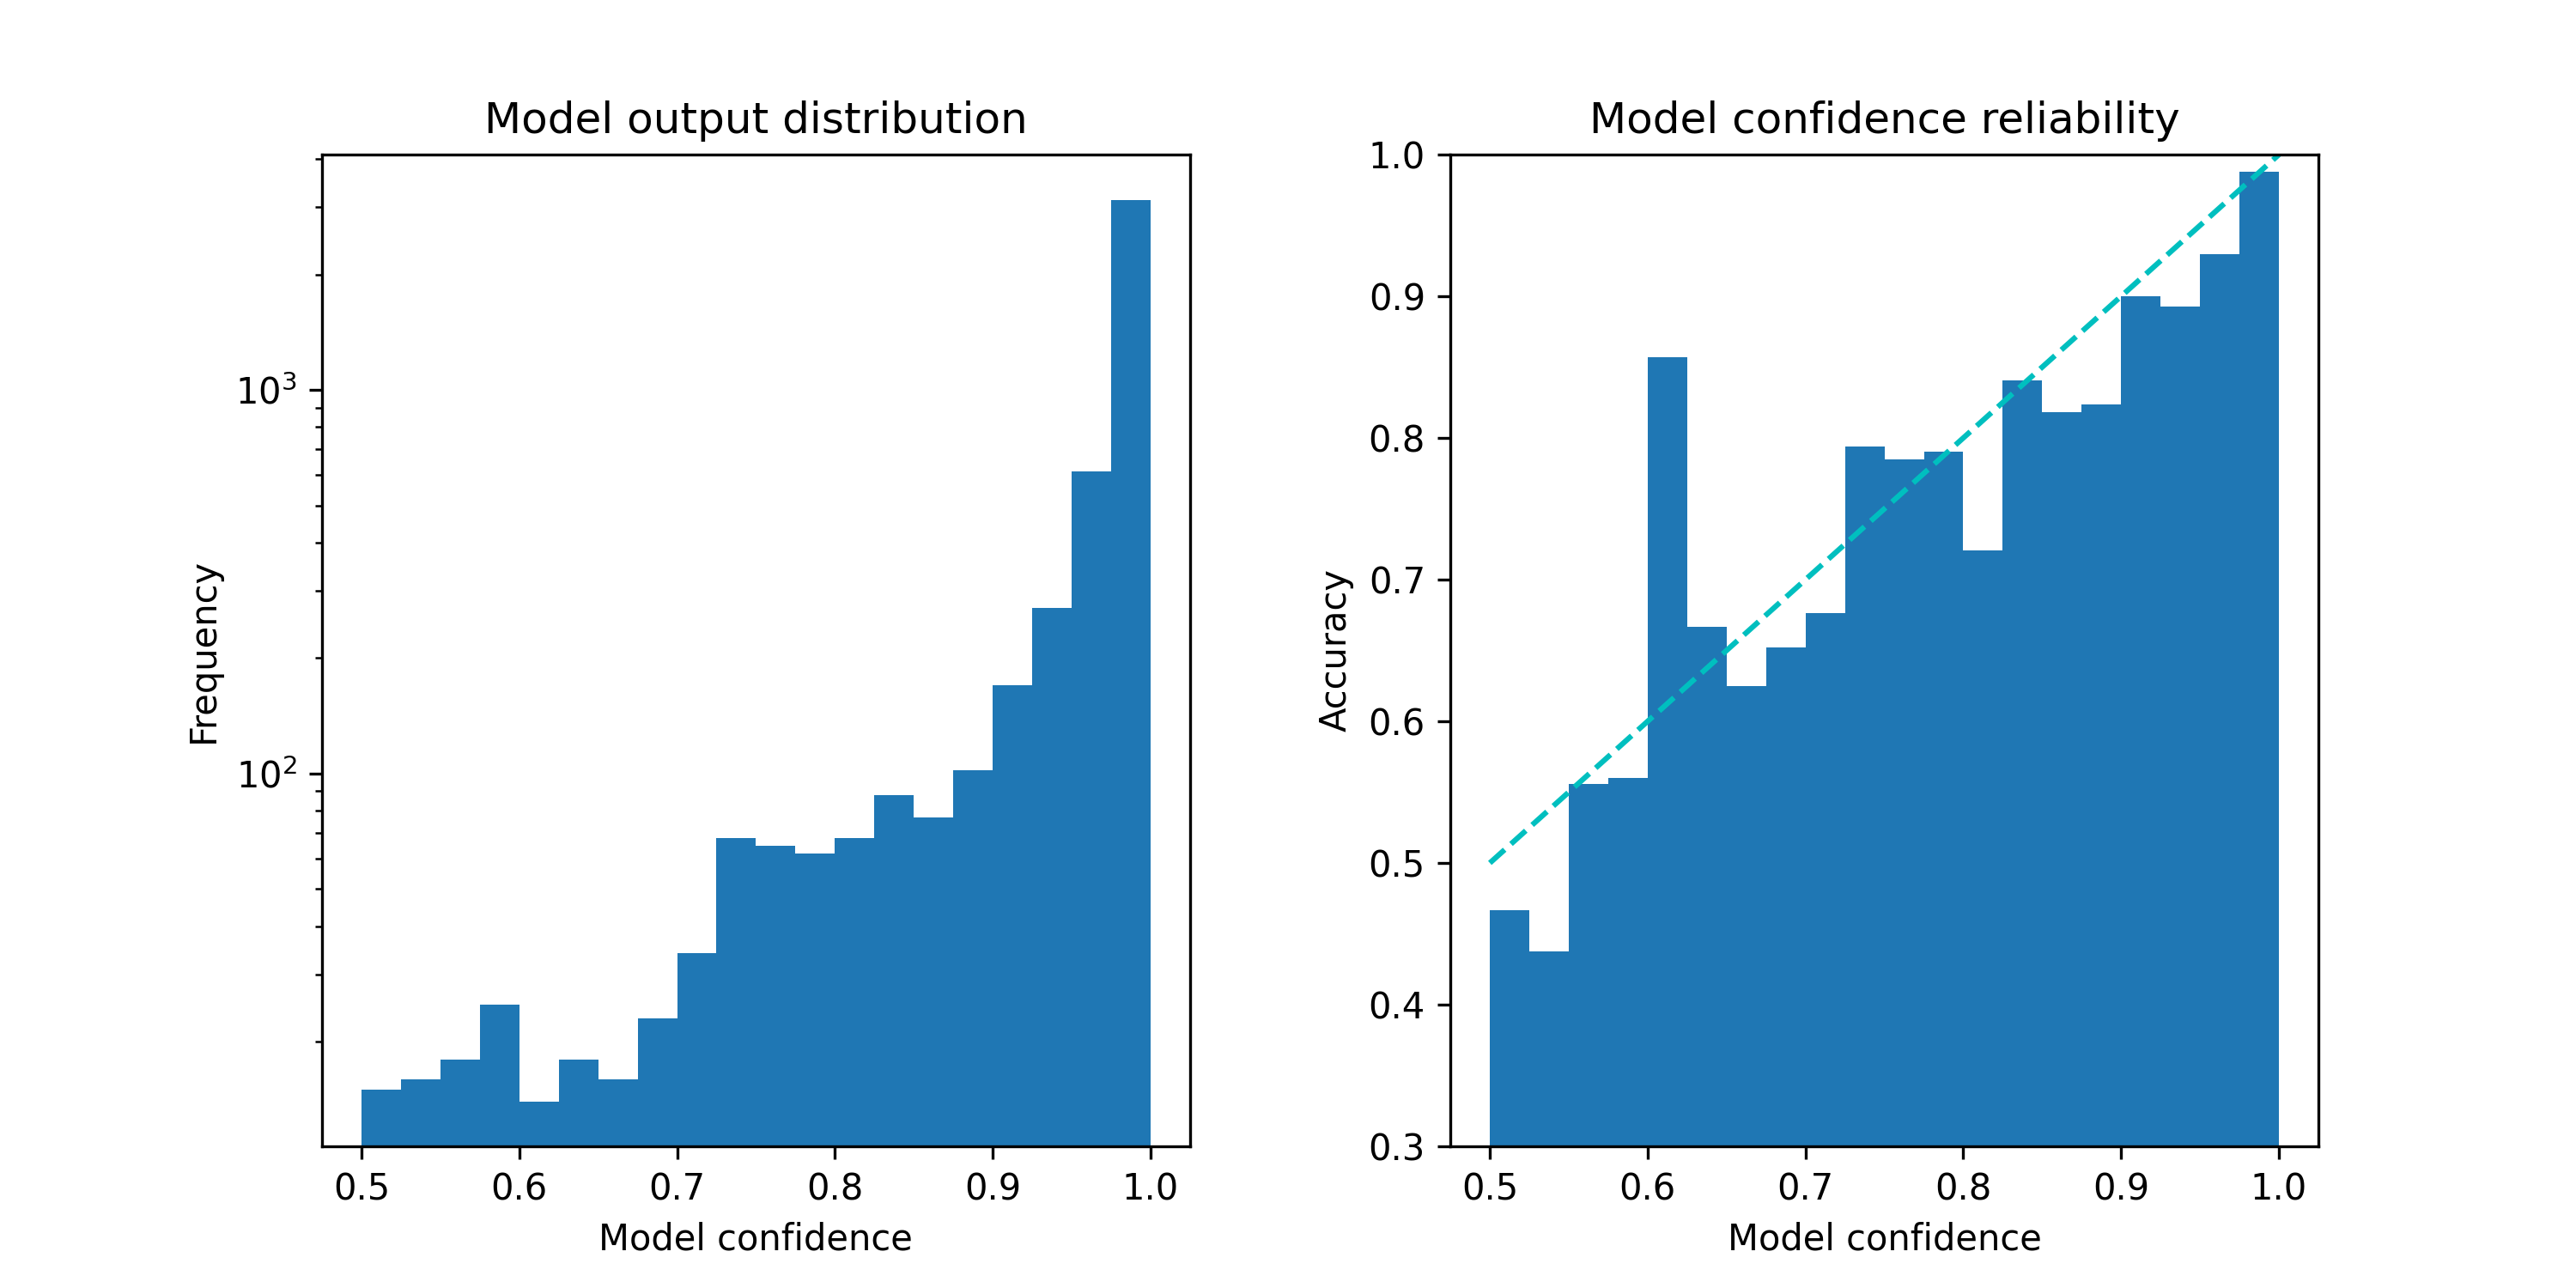 Model output distribution
Frequency
10³
10²
0.5 0.6 0.7 0.8 0.9 1.0
Model confidence
Model confidence reliability
Accuracy
1.0
0.9
0.8
0.7
0.6
0.5
0.4
0.3
0.5 0.6 0.7 0.8 0.9 1.0
Model confidence